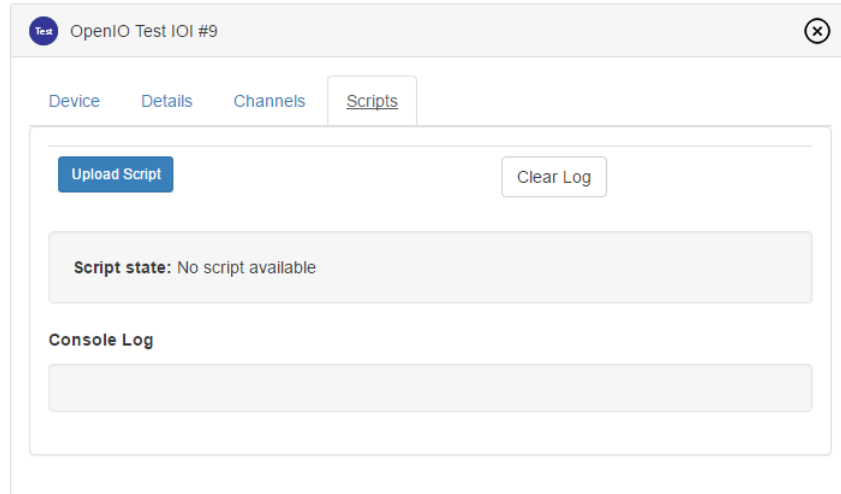 Test OpenIO Test IOI #9
Device Details Channels Scripts
Upload Script Clear Log
Script state: No script available
Console Log